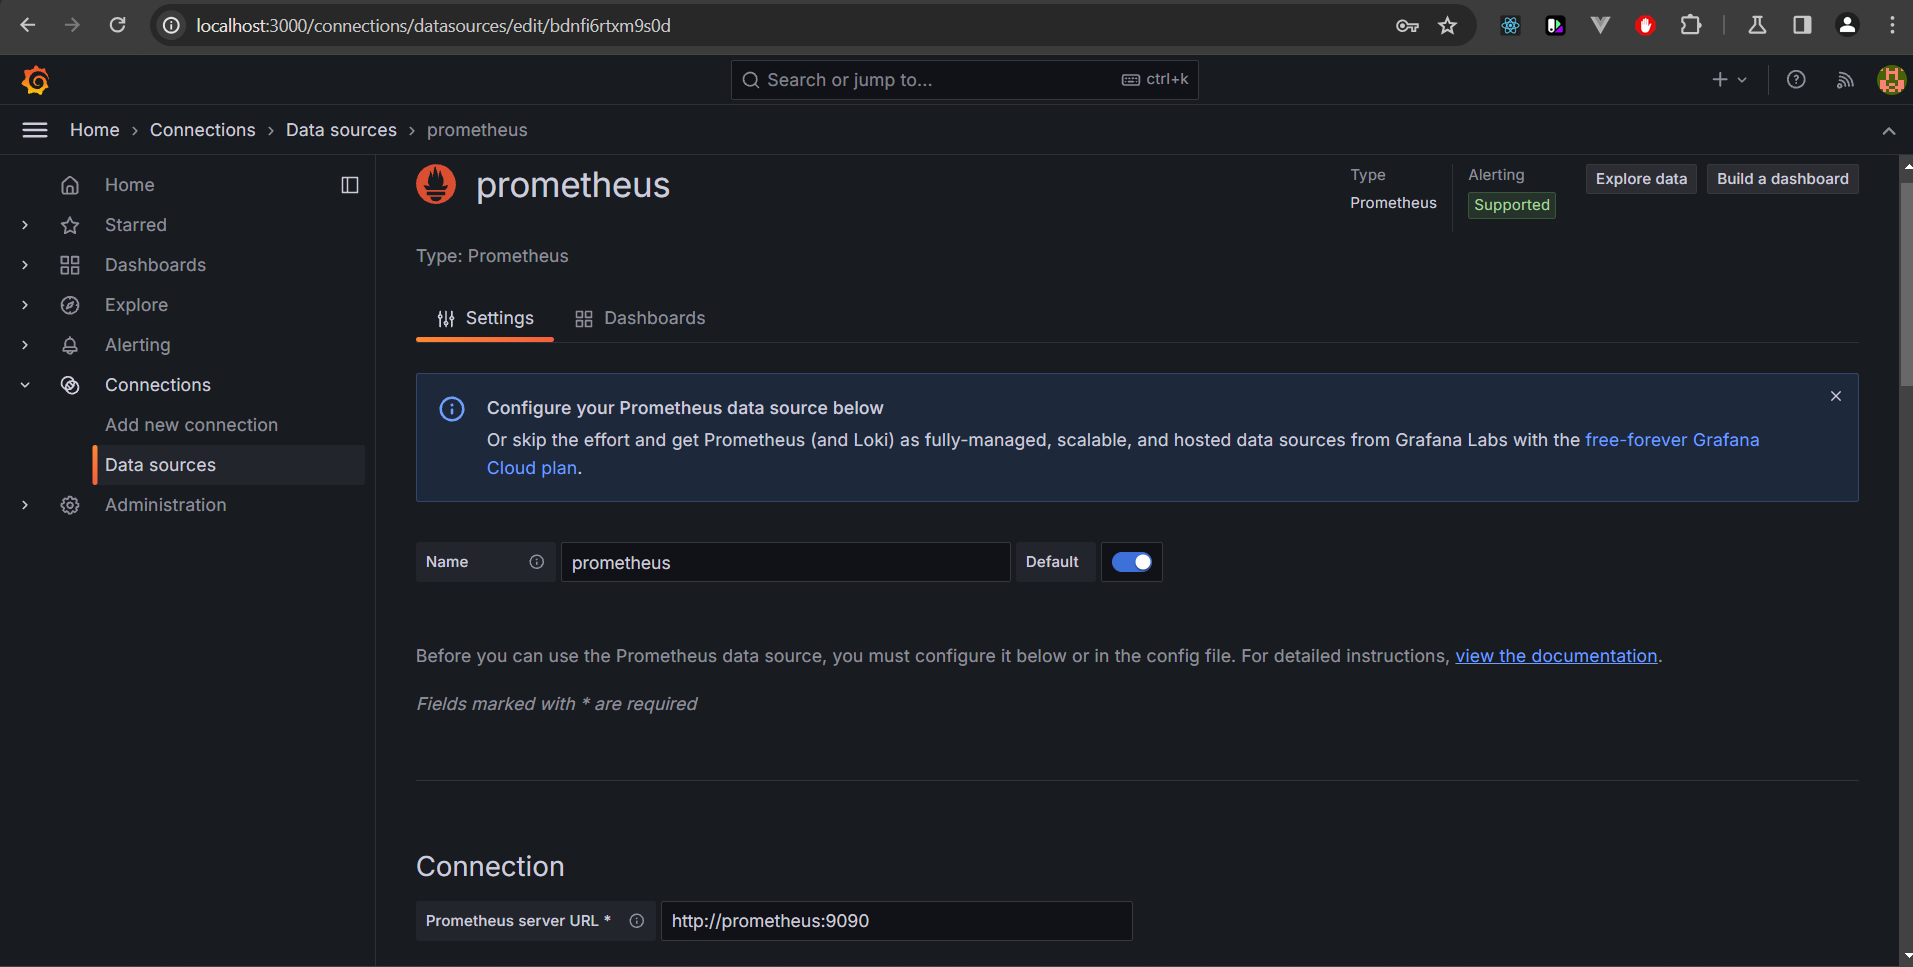 localhost:3000/connections/datasources/edit/bdnfi6rtxm9s0d
Search or jump to...
ctrl+k
Home › Connections › Data sources › prometheus
Home
Starred
Dashboards
Explore
Alerting
Connections
Add new connection
Data sources
Administration
prometheus
Type
Prometheus
Alerting
Supported
Explore data
Build a dashboard
Type: Prometheus
Settings
Dashboards
Configure your Prometheus data source below
Or skip the effort and get Prometheus (and Loki) as fully-managed, scalable, and hosted data sources from Grafana Labs with the free-forever Grafana
Cloud plan.
Name
prometheus
Default
Before you can use the Prometheus data source, you must configure it below or in the config file. For detailed instructions, view the documentation.
Fields marked with * are required
Connection
Prometheus server URL *
http://prometheus:9090